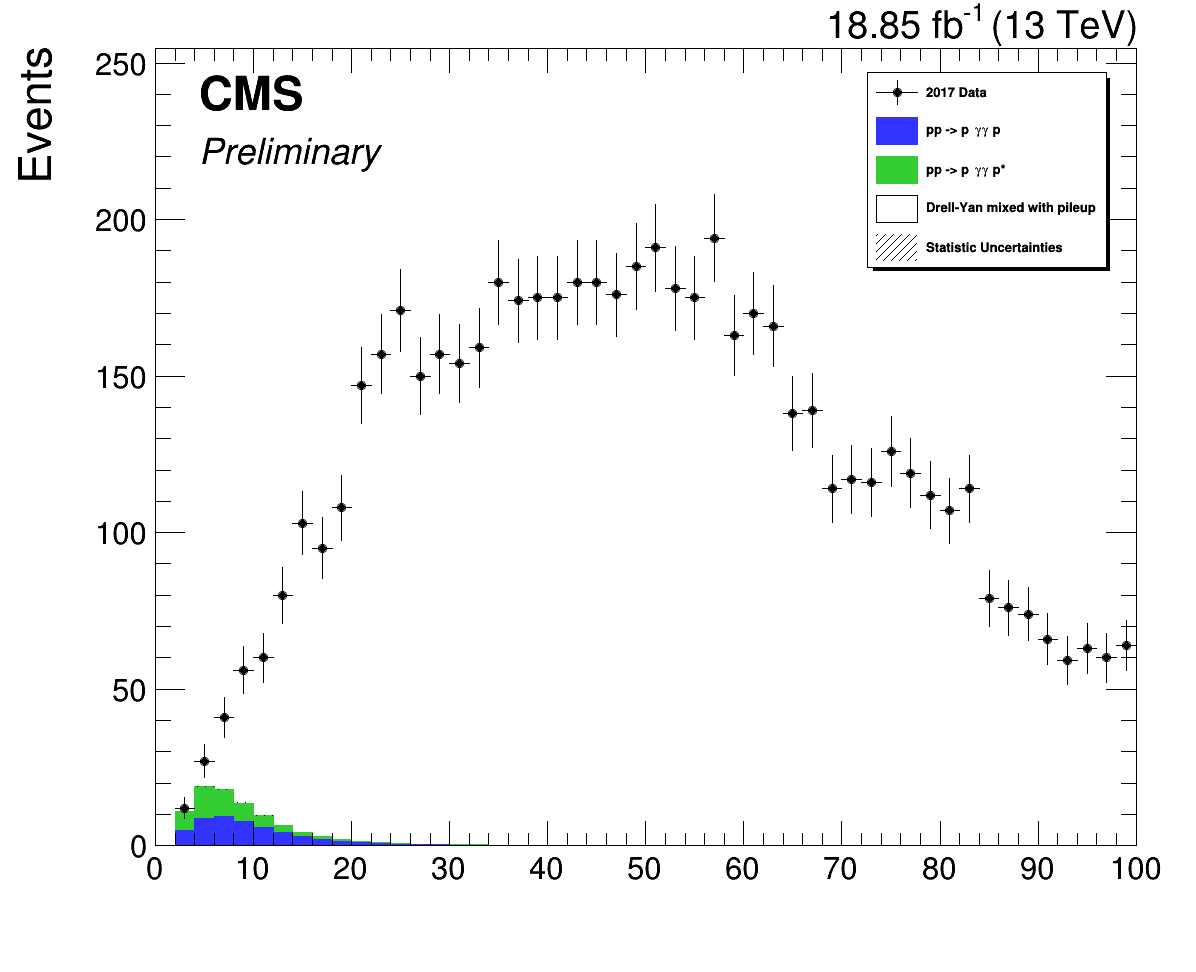 18.85 fb⁻¹ (13 TeV)
Events
CMS
Preliminary
2017 Data
pp -> p γγ p
pp -> p γγ p*
Drell-Yan mixed with pileup
Statistic Uncertainties
250
200
150
100
50
0
0 10 20 30 40 50 60 70 80 90 100